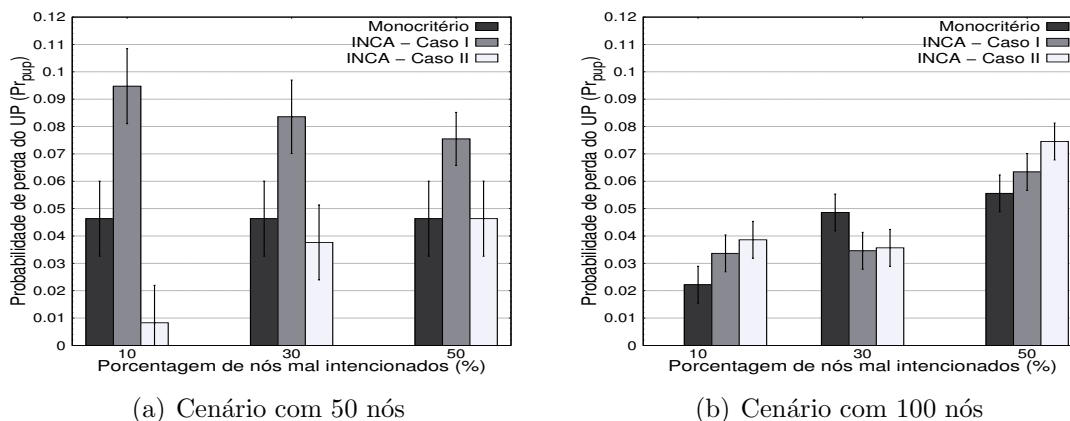 0.12
0.11
0.1
0.09
0.08
0.07
0.06
0.05
0.04
0.03
0.02
0.01
0
Probabilidade de perda do UP (Pr_pup)
Monocritério
INCA – Caso I
INCA – Caso II
10
30
50
Porcentagem de nós mal intencionados (%)
(a) Cenário com 50 nós
0.12
0.11
0.1
0.09
0.08
0.07
0.06
0.05
0.04
0.03
0.02
0.01
0
Probabilidade de perda do UP (Pr_pup)
Monocritério
INCA – Caso I
INCA – Caso II
10
30
50
Porcentagem de nós mal intencionados (%)
(b) Cenário com 100 nós